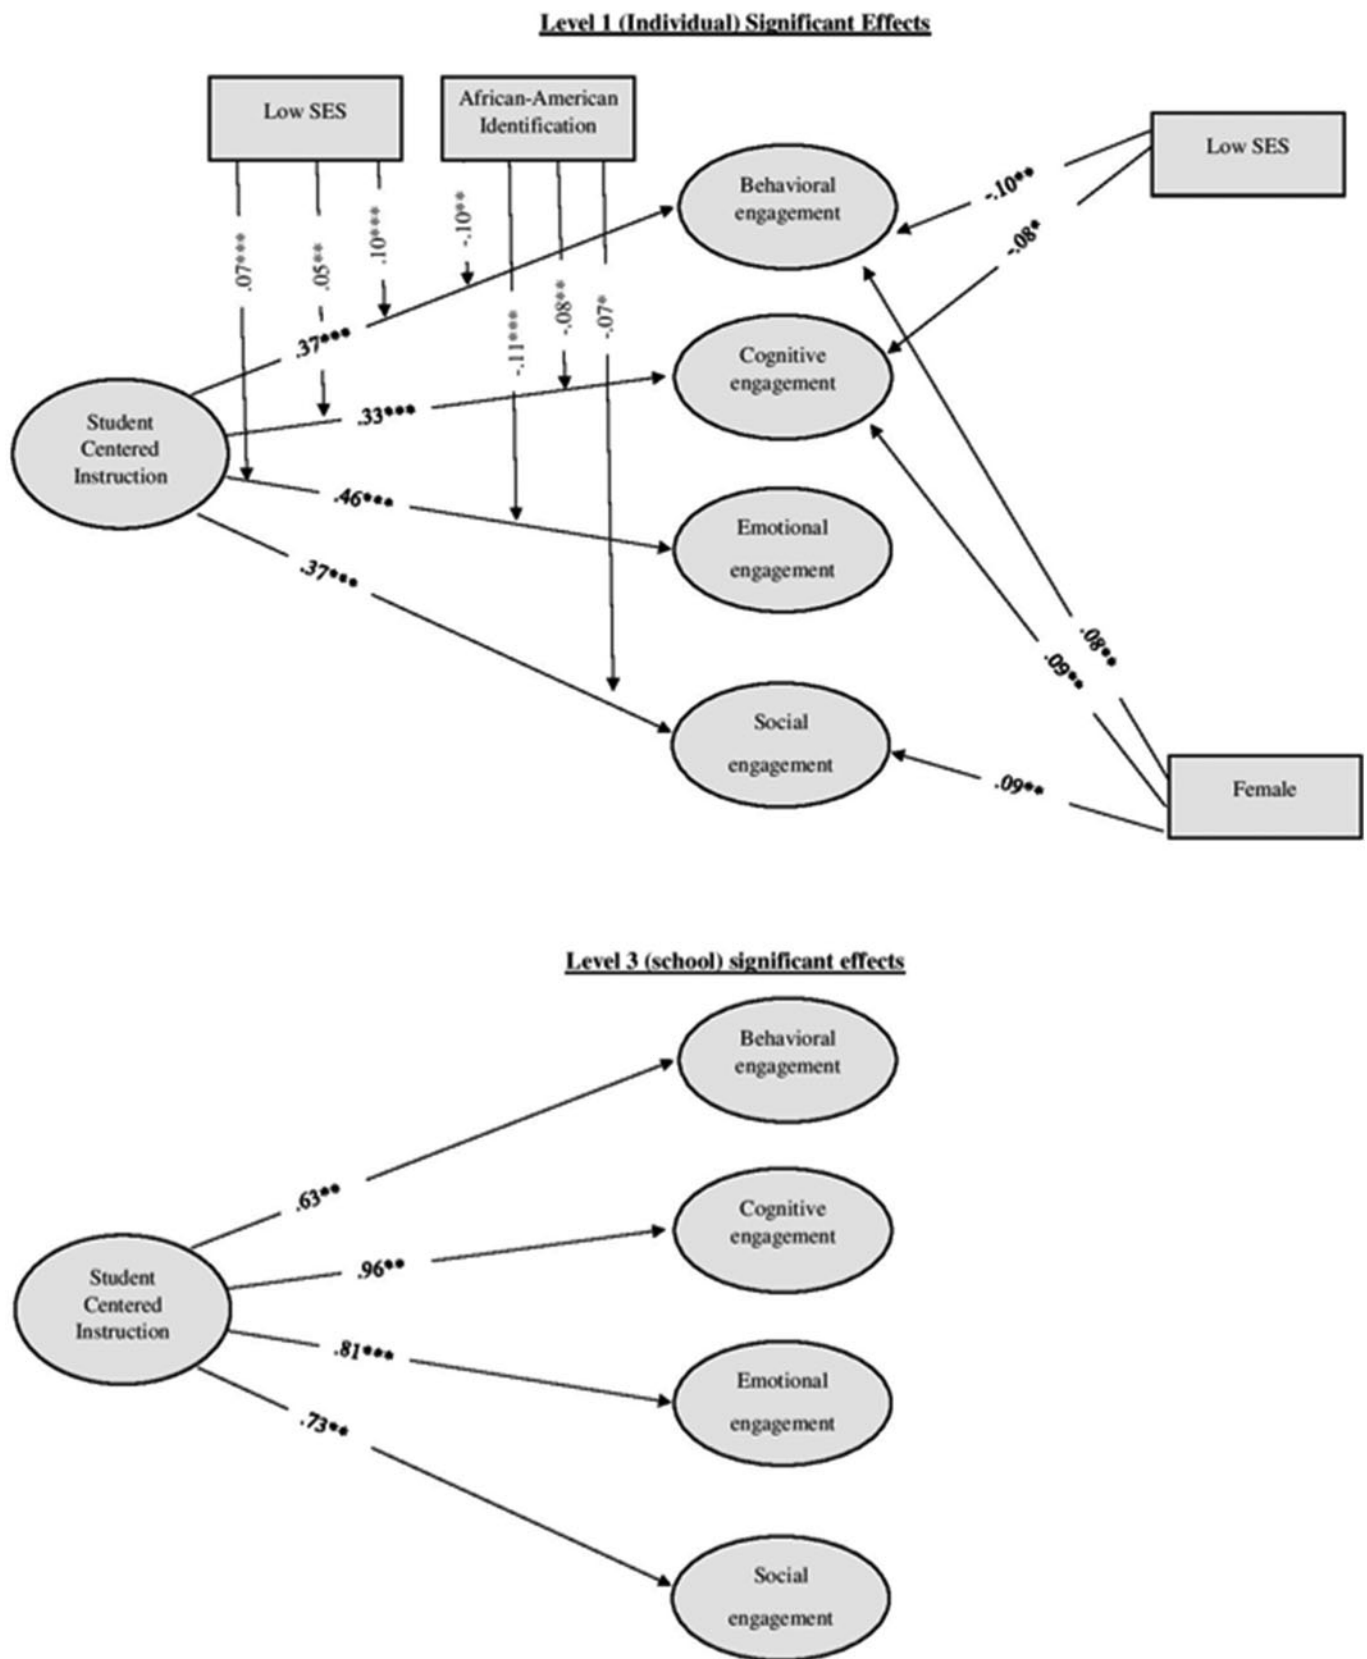 Level 1 (Individual) Significant Effects
Low SES
African-American
Identification
Low SES
Behavioral
engagement
-.10**
-.08*
.07***
.05**
.10***
-.10**
-.11***
-.08**
-.07*
.37***
Cognitive
engagement
Student
Centered
Instruction
.33***
.46***
Emotional
engagement
.37***
.08**
.09**
Social
engagement
.09**
Female
Level 3 (school) significant effects
Behavioral
engagement
.63**
Cognitive
engagement
.96**
Student
Centered
Instruction
.81***
Emotional
engagement
.73**
Social
engagement